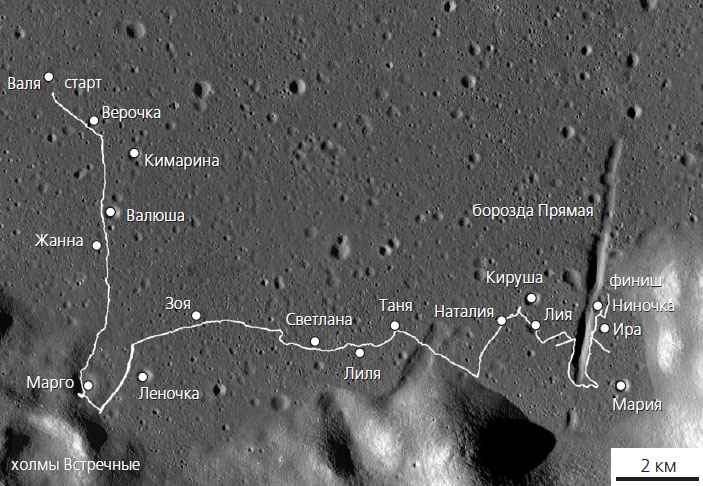 Валя
старт
Верочка
Кимарина
Валюша
борозда Прямая
Жанна
Кируша
финиш
Зоя
Таня
Наталия
Лия
Ниночка
Светлана
Ира
Лиля
Марго
Леночка
Мария
холмы Встречные
2 км